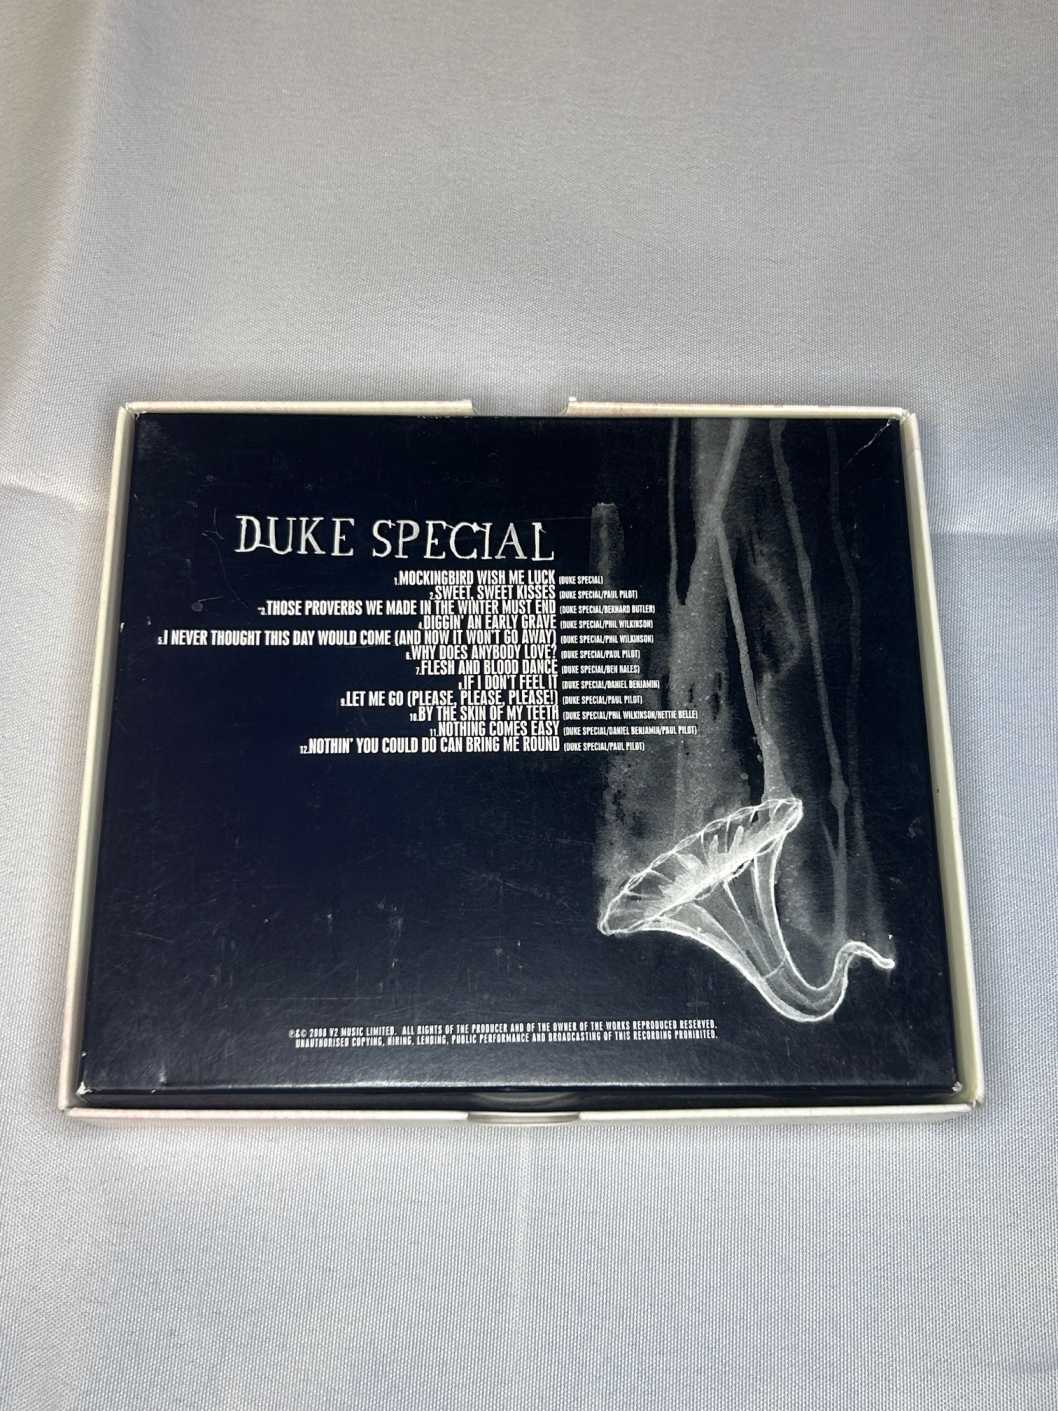 DUKE SPECIAL
1.MOCKINGBIRD WISH ME LUCK (DUKE SPECIAL)
2.SWEET, SWEET KISSES (DUKE SPECIAL/PAUL PILOT)
3.THOSE PROVERBS WE MADE IN THE WINTER MUST END (DUKE SPECIAL/BERNARD BUTLER)
4.DIGGIN' AN EARLY GRAVE (DUKE SPECIAL/PHIL WILKINSON)
5.I NEVER THOUGHT THIS DAY WOULD COME (AND NOW IT WON'T GO AWAY) (DUKE SPECIAL/PHIL WILKINSON)
6.WHY DOES ANYBODY LOVE? (DUKE SPECIAL/PAUL PILOT)
7.FLESH AND BLOOD DANCE (DUKE SPECIAL/BEN HALES)
8.IF I DON'T FEEL IT (DUKE SPECIAL/DANIEL BENJAMIN)
9.LET ME GO (PLEASE, PLEASE, PLEASE!) (DUKE SPECIAL/PAUL PILOT)
10.BY THE SKIN OF MY TEETH (DUKE SPECIAL/PHIL WILKINSON/NETTIE BELLE)
11.NOTHING COMES EASY (DUKE SPECIAL/DANIEL BENJAMIN/PAUL PILOT)
12.NOTHIN' YOU COULD DO CAN BRING ME ROUND (DUKE SPECIAL/PAUL PILOT)
℗&© 2008 V2 MUSIC LIMITED. ALL RIGHTS OF THE PRODUCER AND OF THE OWNER OF THE WORKS REPRODUCED RESERVED.
UNAUTHORISED COPYING, HIRING, LENDING, PUBLIC PERFORMANCE AND BROADCASTING OF THIS RECORDING PROHIBITED.